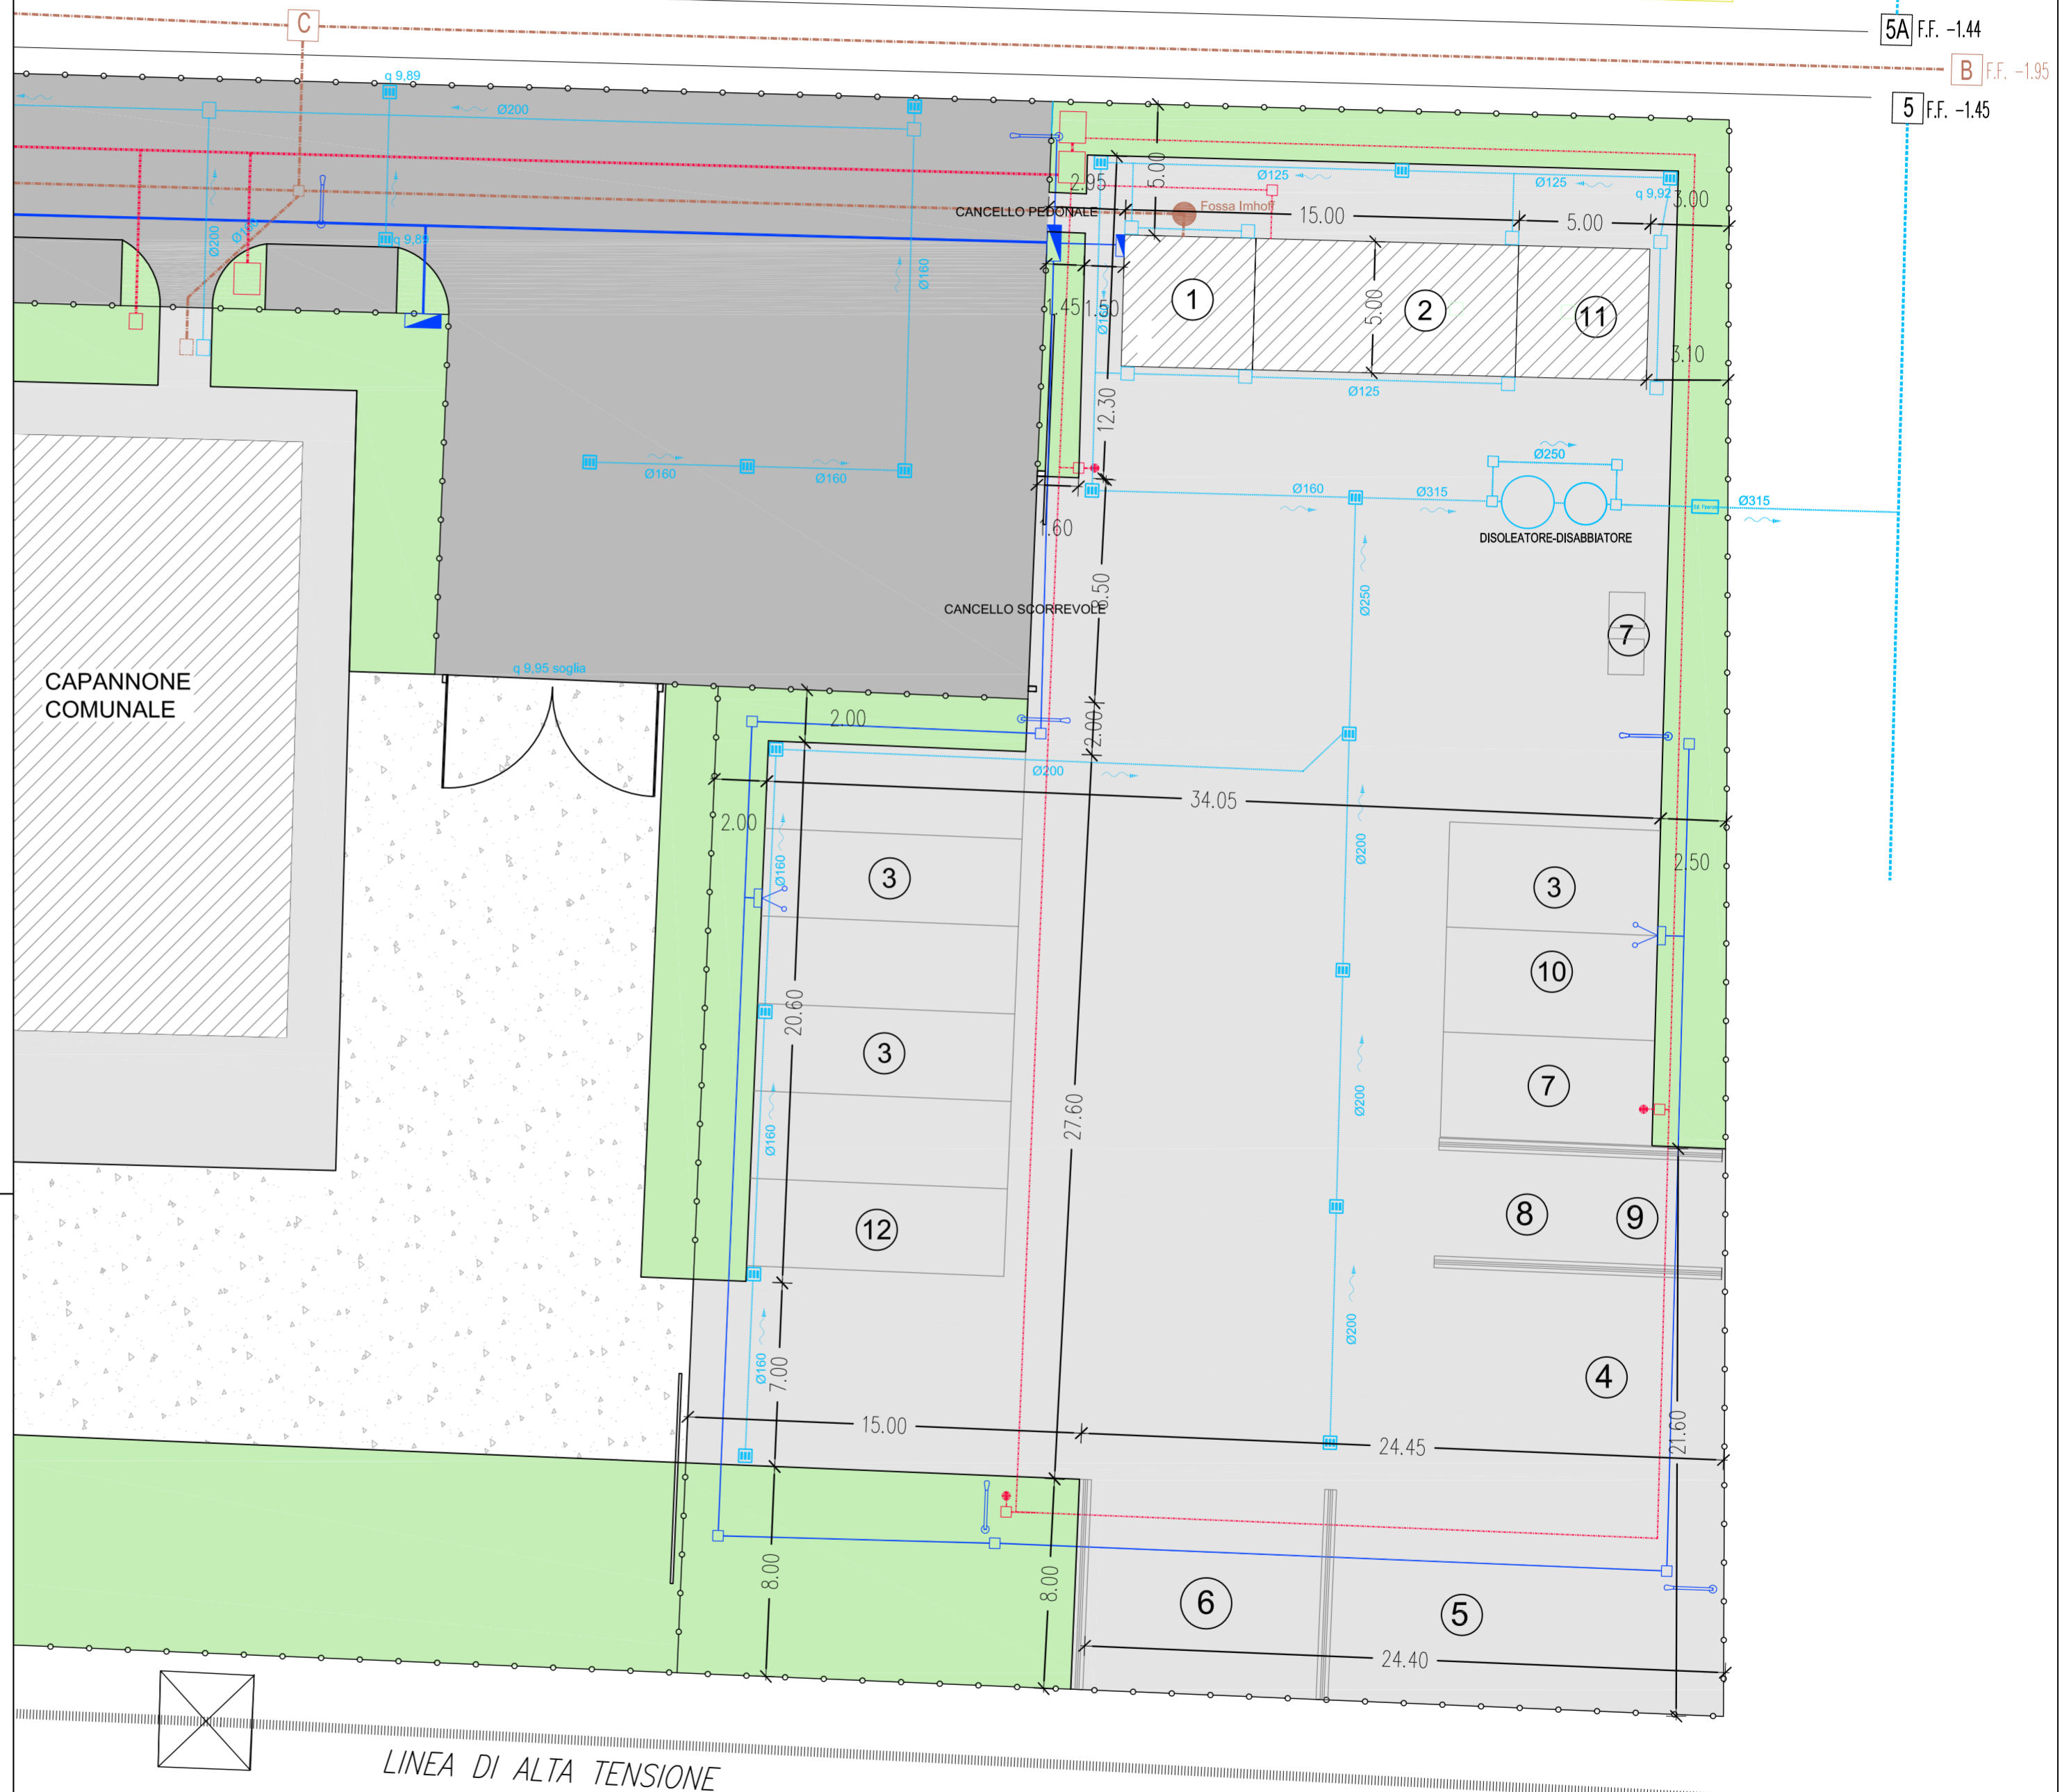 C
5A F.F. -1.44
B F.F. -1.95
5 F.F. -1.45
q 9,89
Ø200
Ø200
Ø160
q 9,89
Ø160
Ø160
Ø160
CANCELLO PEDONALE
2.95
5.00
Ø125
Ø125
q 9,92
3.00
Fossa Imhoff
15.00
5.00
1.45
1.50
Ø160
1
5.00
2
11
3.10
12.30
Ø125
Ø250
Ø160
Ø315
Ø315
DISOLEATORE-DISABBIATORE
1.60
CANCELLO SCORREVOLE
8.50
Ø250
7
CAPANNONE
COMUNALE
q 9,95 soglia
2.00
2.00
Ø200
34.05
2.00
2.50
Ø160
Ø200
3
3
10
20.60
3
7
27.60
Ø160
Ø200
12
8
9
Ø200
4
Ø160
7.00
15.00
24.45
21.60
8.00
8.00
6
5
24.40
LINEA DI ALTA TENSIONE